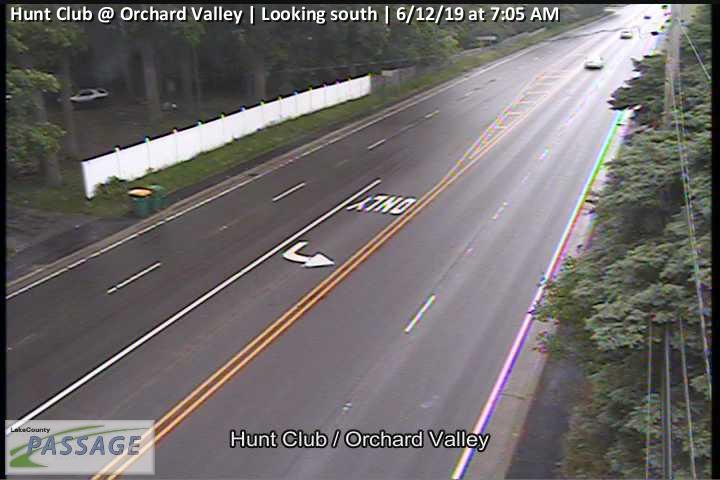 Hunt Club @ Orchard Valley | Looking south | 6/12/19 at 7:05 AM
ONLY
Hunt Club / Orchard Valley
LakeCounty
PASSAGE